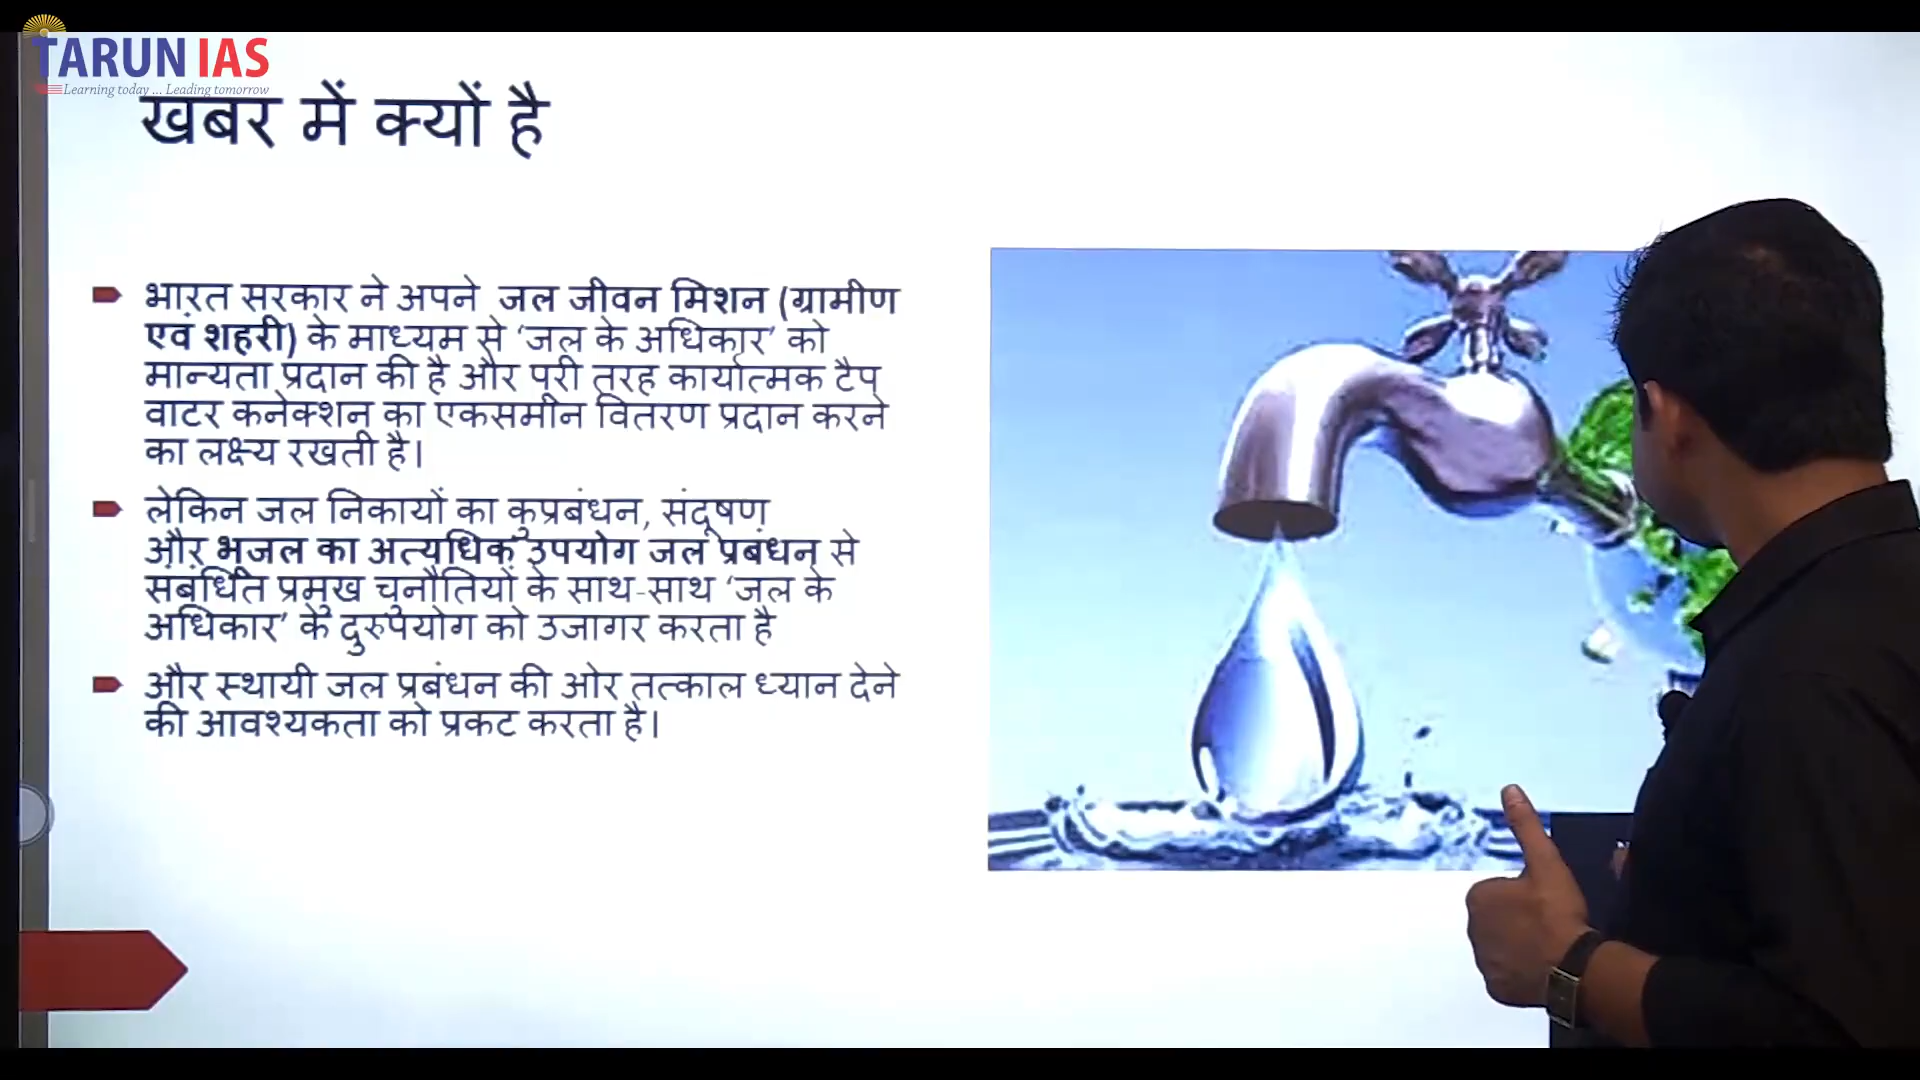 TARUN IAS
Learning today ... Leading tomorrow
खबर में क्यों है
भारत सरकार ने अपने जल जीवन मिशन (ग्रामीण
एवं शहरी) के माध्यम से ‘जल के अधिकार’ को
मान्यता प्रदान की है और पूरी तरह कार्यात्मक टैप
वाटर कनेक्शन का एकसमान वितरण प्रदान करने
का लक्ष्य रखती है।
लेकिन जल निकायों का कुप्रबंधन, संदूषण
और भूजल का अत्यधिक उपयोग जल प्रबंधन से
संबंधित प्रमुख चुनौतियों के साथ-साथ ‘जल के
अधिकार’ के दुरुपयोग को उजागर करता है
और स्थायी जल प्रबंधन की ओर तत्काल ध्यान देने
की आवश्यकता को प्रकट करता है।